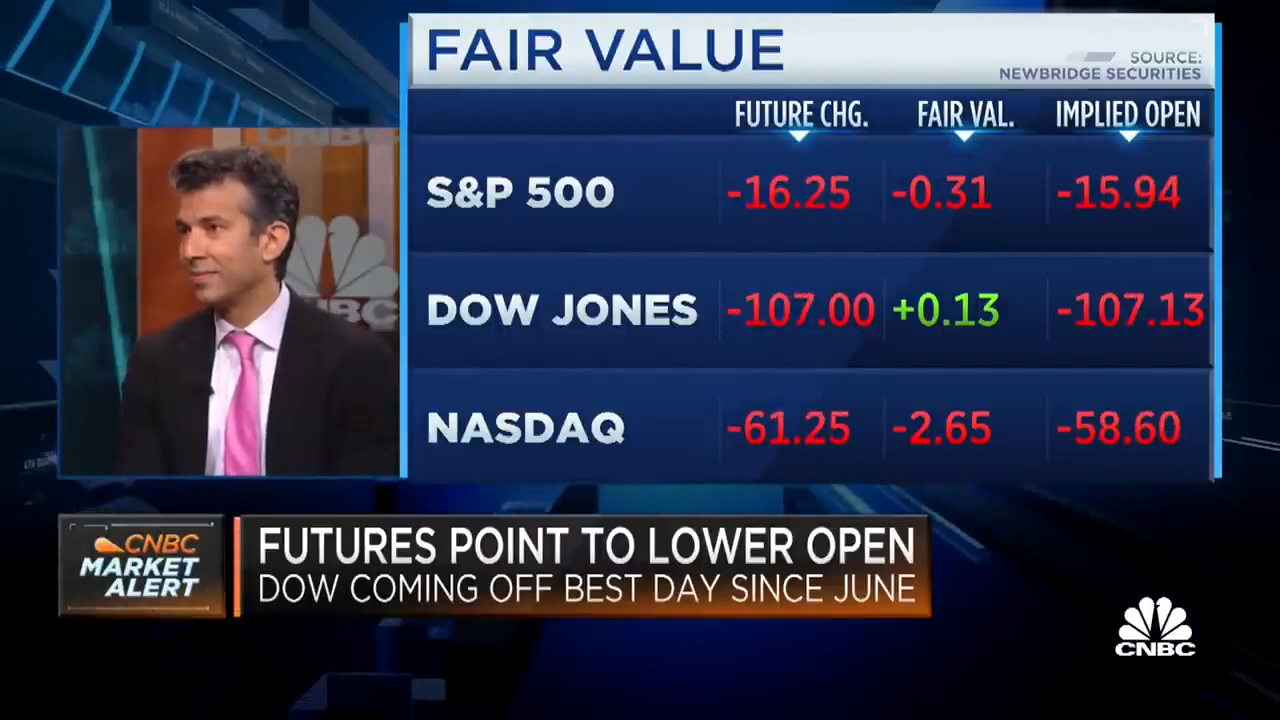 FAIR VALUE
SOURCE:
NEWBRIDGE SECURITIES
FUTURE CHG. FAIR VAL. IMPLIED OPEN
S&P 500 -16.25 -0.31 -15.94
DOW JONES -107.00 +0.13 -107.13
NASDAQ -61.25 -2.65 -58.60
CNBC
CNBC
CNBC
MARKET
ALERT
FUTURES POINT TO LOWER OPEN
DOW COMING OFF BEST DAY SINCE JUNE
CNBC